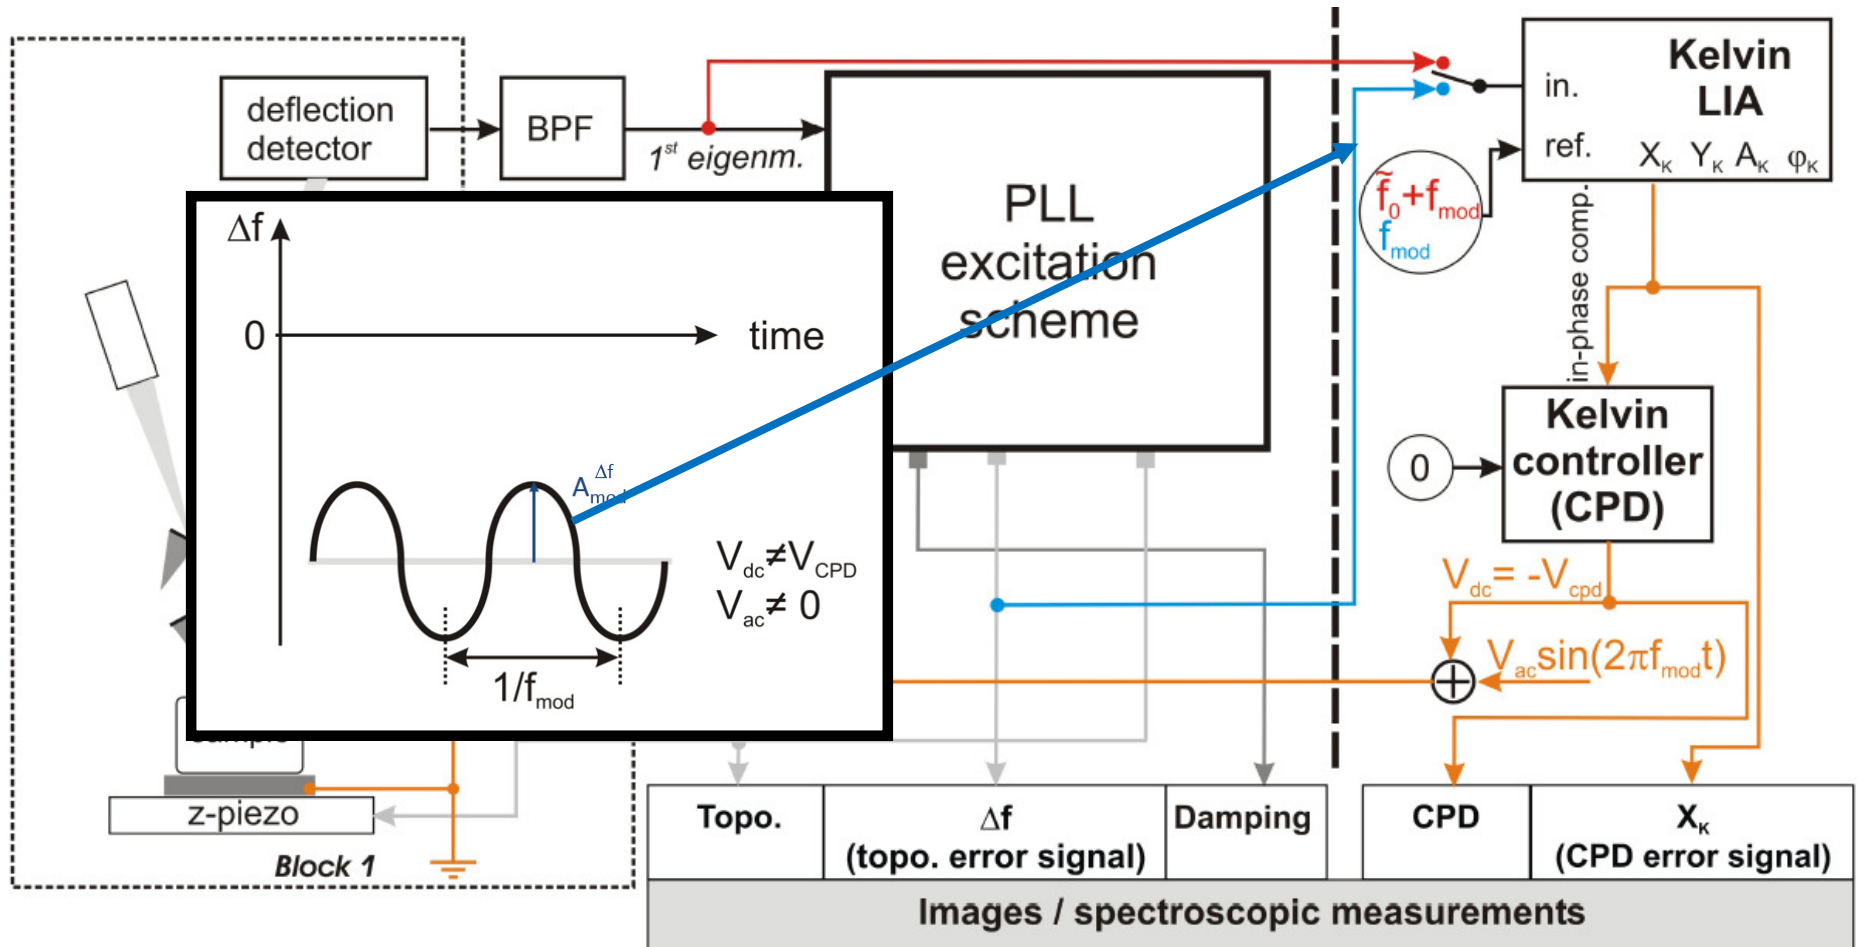 deflection
detector
BPF
1st eigenm.
PLL
excitation
scheme
in.
ref.
Kelvin
LIA
XK YK AK φK
f̃0+fmod
fmod
in-phase comp.
0
Kelvin
controller
(CPD)
Vdc= -Vcpd
Vacsin(2πfmodt)
Δf
0
time
AmodΔf
Vdc≠VCPD
Vac≠ 0
1/fmod
sample
z-piezo
Block 1
Topo.
Δf
(topo. error signal)
Damping
CPD
XK
(CPD error signal)
Images / spectroscopic measurements